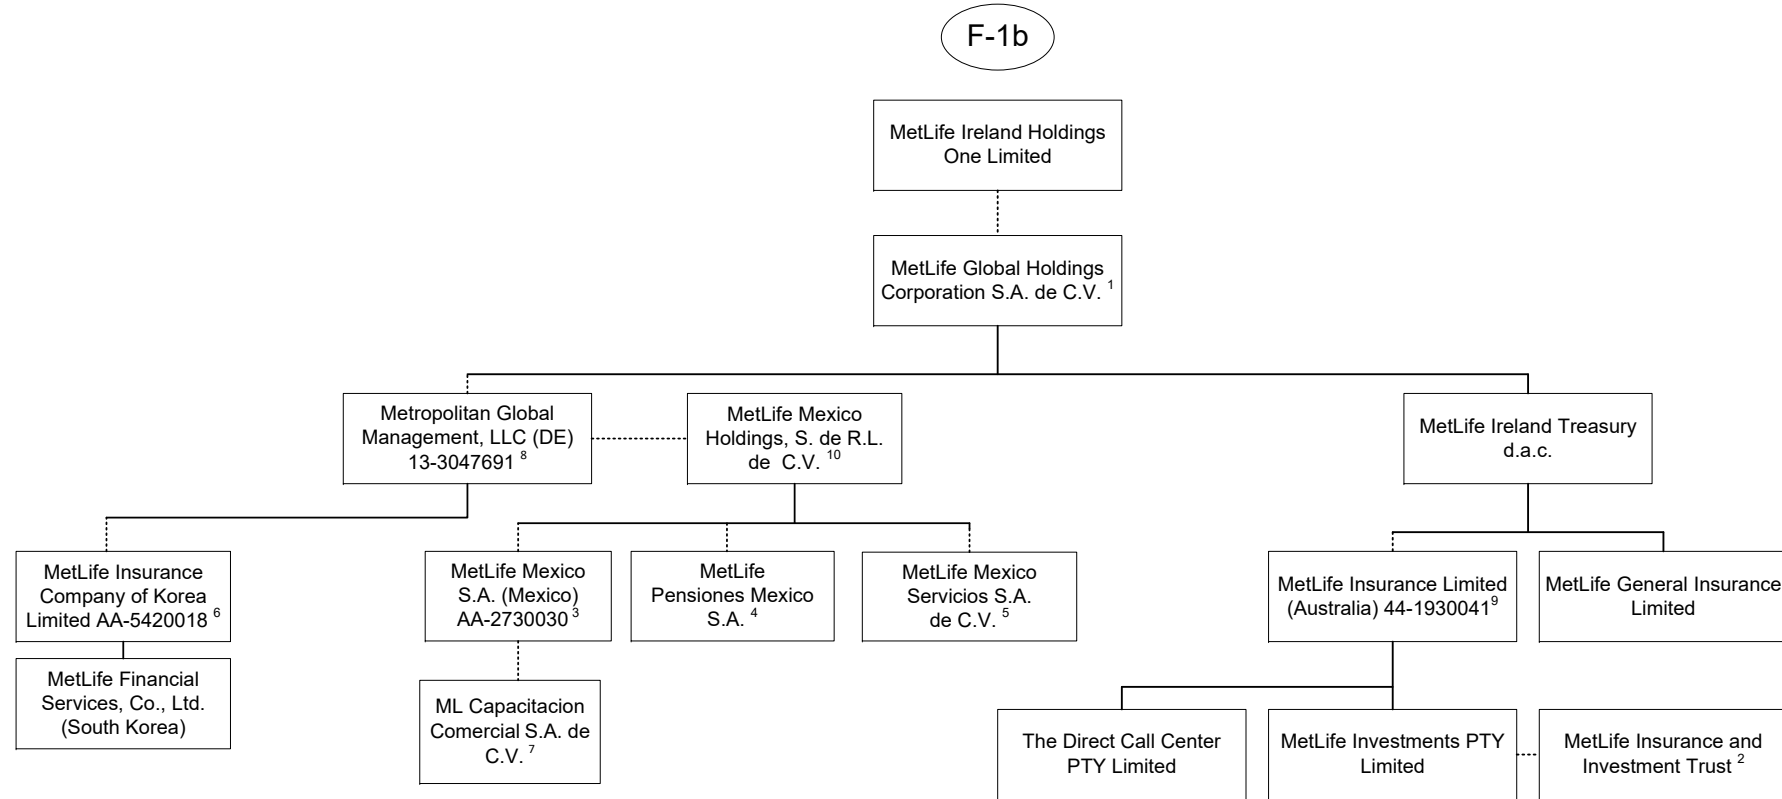 F-1b
MetLife Ireland Holdings
One Limited
MetLife Global Holdings
Corporation S.A. de C.V. 1
Metropolitan Global
Management, LLC (DE)
13-3047691 8
MetLife Mexico
Holdings, S. de R.L.
de C.V. 10
MetLife Ireland Treasury
d.a.c.
MetLife Insurance
Company of Korea
Limited AA-5420018 6
MetLife Mexico
S.A. (Mexico)
AA-2730030 3
MetLife
Pensiones Mexico
S.A. 4
MetLife Mexico
Servicios S.A.
de C.V. 5
MetLife Insurance Limited
(Australia) 44-1930041 9
MetLife General Insurance
Limited
MetLife Financial
Services, Co., Ltd.
(South Korea)
ML Capacitacion
Comercial S.A. de
C.V. 7
The Direct Call Center
PTY Limited
MetLife Investments PTY
Limited
MetLife Insurance and
Investment Trust 2